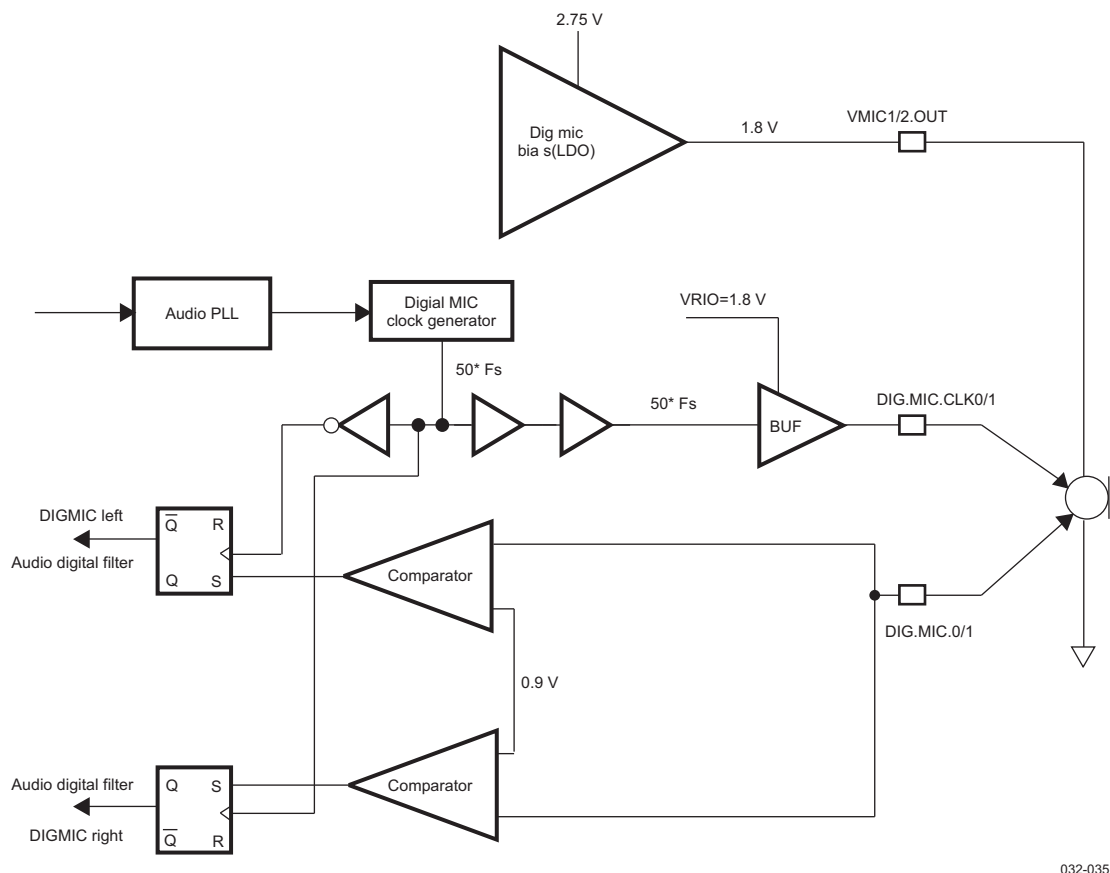 2.75 V
Dig mic
bia s(LDO)
1.8 V
VMIC1/2.OUT
Audio PLL
Digial MIC
clock generator
VRIO=1.8 V
50* Fs
50* Fs
BUF
DIG.MIC.CLK0/1
DIGMIC left
Audio digital filter
Q
R
Q
S
Comparator
DIG.MIC.0/1
0.9 V
Comparator
Audio digital filter
DIGMIC right
Q
S
Q
R
032-035